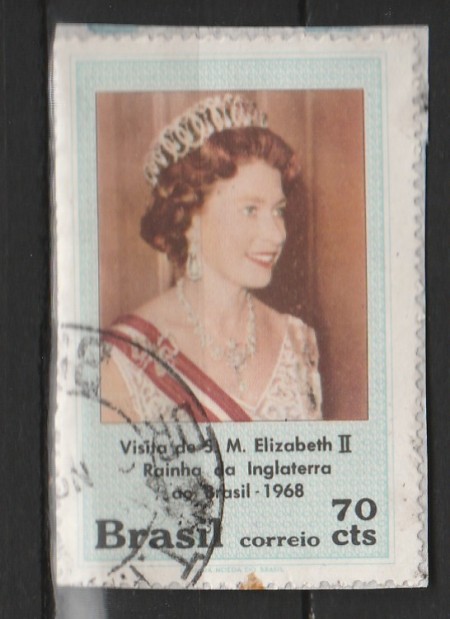 Visita de S. M. Elizabeth II
Rainha da Inglaterra
ao Brasil - 1968
Brasil correio 70 cts